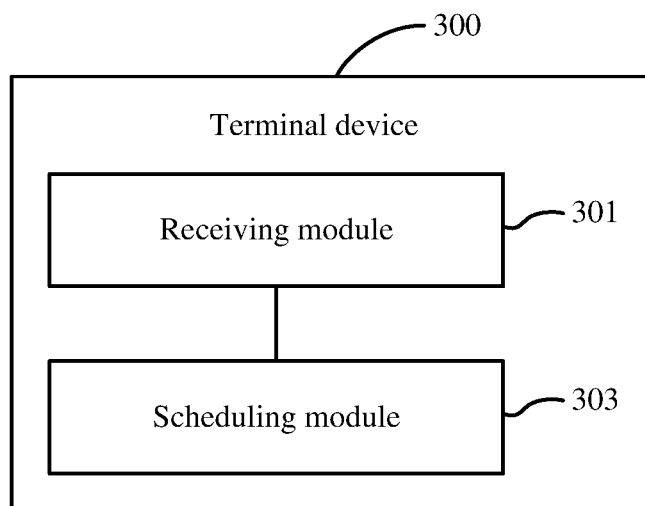 300
Terminal device
Receiving module
301
Scheduling module
303